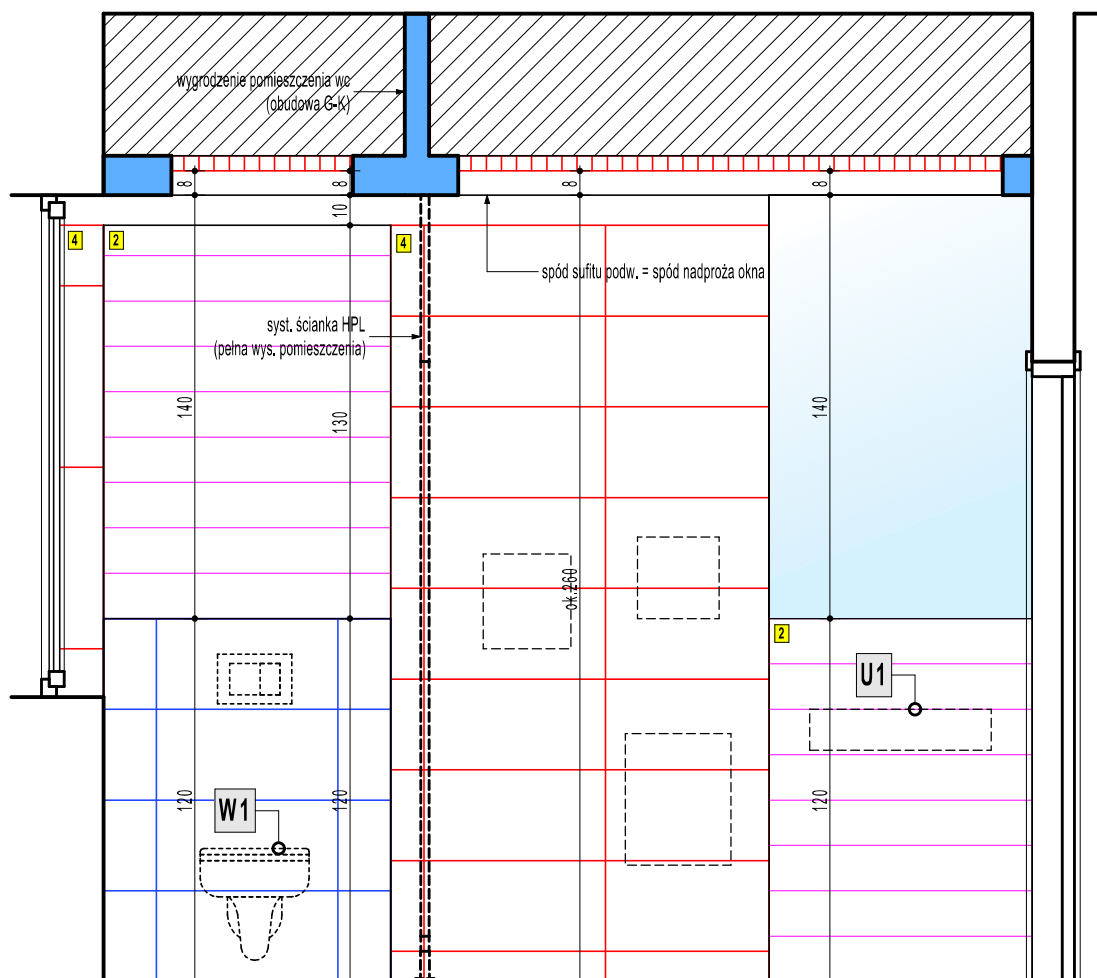 wygrodzenie pomieszczenia wc
(obudowa G-K)
8
8
8
8
10
4
2
4
spód sufitu podw. = spód nadproża okna
syst. ścianka HPL
(pełna wys. pomieszczenia)
140
130
140
ok.260
2
U1
W1
120
120
120